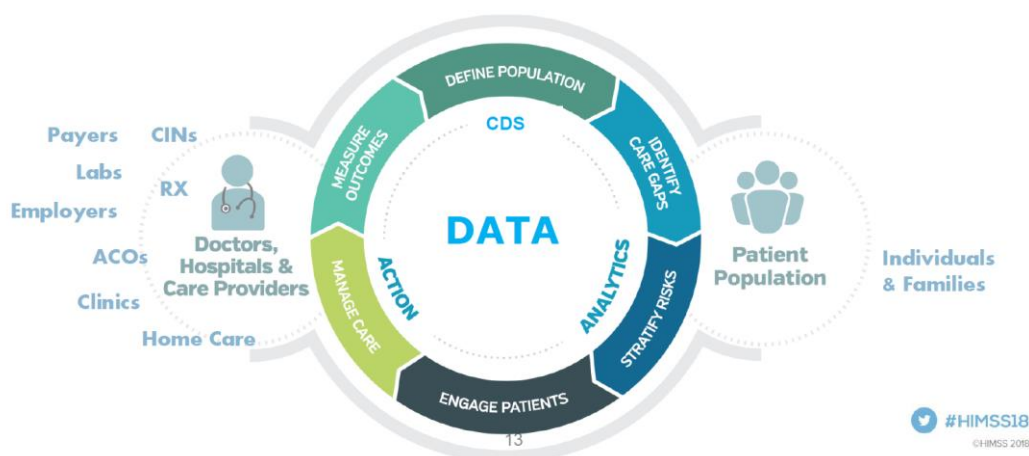 DEFINE POPULATION
CDS
MEASURE
OUTCOMES
IDENTIFY
CARE GAPS
Payers
CINs
Labs
RX
Employers
Doctors,
Hospitals &
Care Providers
ACOs
Clinics
Home Care
DATA
ACTION
ANALYTICS
MANAGE CARE
STRATIFY RISKS
ENGAGE PATIENTS
Patient
Population
Individuals
& Families
13
#HIMSS18
©HIMSS 2018